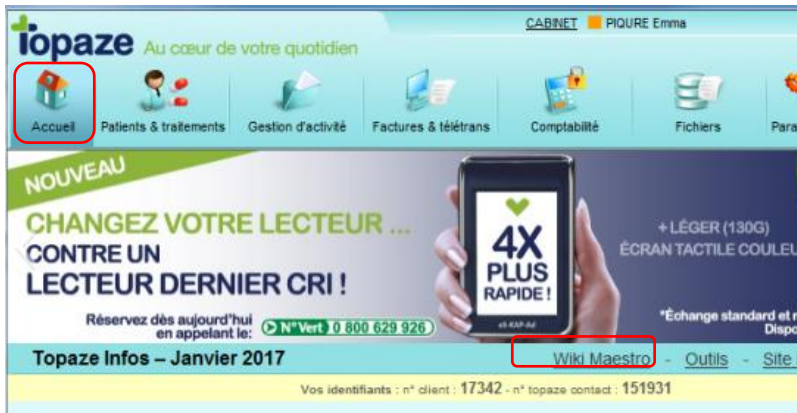 CABINET PIQURE Emma
topaze Au cœur de votre quotidien
Accueil Patients & traitements Gestion d'activité Factures & télétrans Comptabilité Fichiers Para
NOUVEAU
CHANGEZ VOTRE LECTEUR ...
CONTRE UN
LECTEUR DERNIER CRI !
Réservez dès aujourd'hui
en appelant le: N° Vert 0 800 629 926
4X
PLUS
RAPIDE !
+ LÉGER (130G)
ÉCRAN TACTILE COULEU
*Échange standard et r
Dispo
Topaze Infos – Janvier 2017 Wiki Maestro - Outils - Site
Vos identifiants : n° client : 17342 - n° topaze contact : 151931